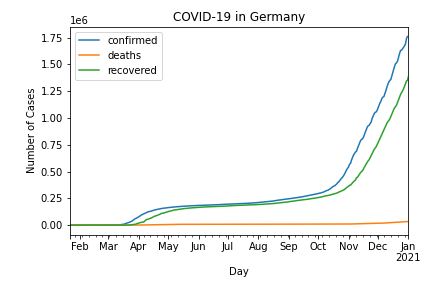 COVID-19 in Germany
1e6
confirmed
deaths
recovered
1.75
1.50
1.25
1.00
0.75
0.50
0.25
0.00
Number of Cases
Feb Mar Apr May Jun Jul Aug Sep Oct Nov Dec Jan
2021
Day